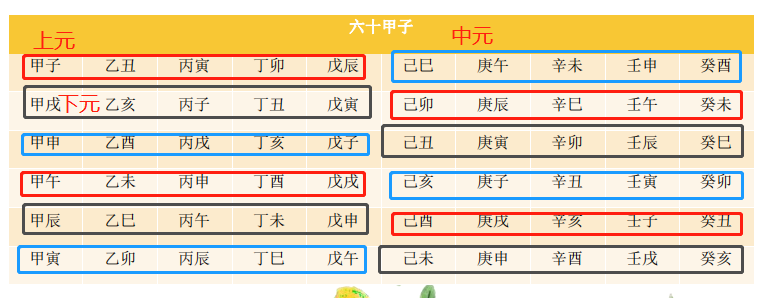 六十甲子
上元
中元
甲子 乙丑 丙寅 丁卯 戊辰 己巳 庚午 辛未 壬申 癸酉
甲戌 下元 乙亥 丙子 丁丑 戊寅 己卯 庚辰 辛巳 壬午 癸未
甲申 乙酉 丙戌 丁亥 戊子 己丑 庚寅 辛卯 壬辰 癸巳
甲午 乙未 丙申 丁酉 戊戌 己亥 庚子 辛丑 壬寅 癸卯
甲辰 乙巳 丙午 丁未 戊申 己酉 庚戌 辛亥 壬子 癸丑
甲寅 乙卯 丙辰 丁巳 戊午 己未 庚申 辛酉 壬戌 癸亥